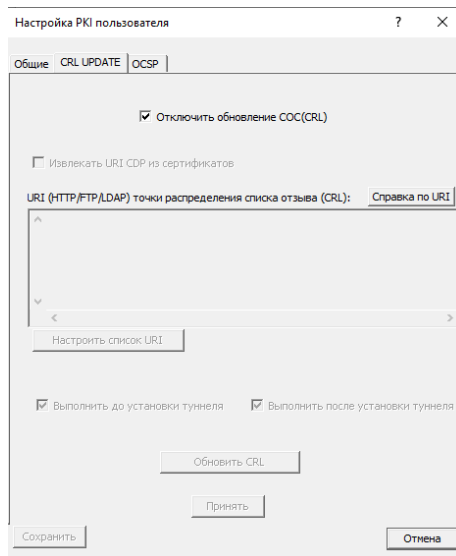 Настройка PKI пользователя ? ×
Общие CRL UPDATE OCSP
Отключить обновление СОС(CRL)
Извлекать URI CDP из сертификатов
URI (HTTP/FTP/LDAP) точки распределения списка отзыва (CRL): Справка по URI
Настроить список URI
Выполнить до установки туннеля Выполнить после установки туннеля
Обновить CRL
Принять
Сохранить Отмена